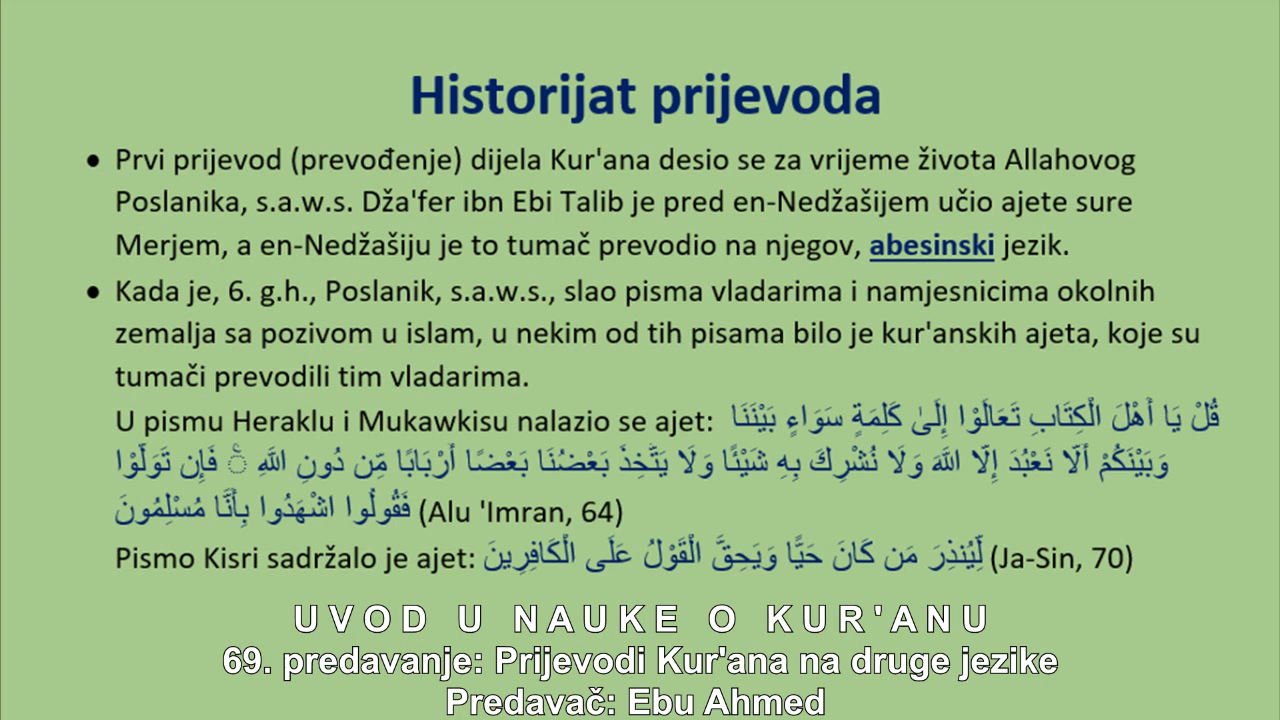 Historijat prijevoda
• Prvi prijevod (prevođenje) dijela Kur'ana desio se za vrijeme života Allahovog
Poslanika, s.a.w.s. Dža'fer ibn Ebi Talib je pred en-Nedžašijem učio ajete sure
Merjem, a en-Nedžašiju je to tumač prevodio na njegov, abesinski jezik.
• Kada je, 6. g.h., Poslanik, s.a.w.s., slao pisma vladarima i namjesnicima okolnih
zemalja sa pozivom u islam, u nekim od tih pisama bilo je kur'anskih ajeta, koje su
tumači prevodili tim vladarima.
U pismu Heraklu i Mukawkisu nalazio se ajet: قُلْ يَا أَهْلَ الْكِتَابِ تَعَالَوْا إِلَىٰ كَلِمَةٍ سَوَاءٍ بَيْنَنَا
وَبَيْنَكُمْ أَلَّا نَعْبُدَ إِلَّا اللَّهَ وَلَا نُشْرِكَ بِهِ شَيْئًا وَلَا يَتَّخِذَ بَعْضُنَا بَعْضًا أَرْبَابًا مِّن دُونِ اللَّهِ ۚ فَإِن تَوَلَّوْا
فَقُولُوا اشْهَدُوا بِأَنَّا مُسْلِمُونَ (Alu 'Imran, 64)
Pismo Kisri sadržalo je ajet: لِّيُنذِرَ مَن كَانَ حَيًّا وَيَحِقَّ الْقَوْلُ عَلَى الْكَافِرِينَ (Ja-Sin, 70)
UVOD U NAUKE O KUR'ANU
69. predavanje: Prijevodi Kur'ana na druge jezike
Predavač: Ebu Ahmed